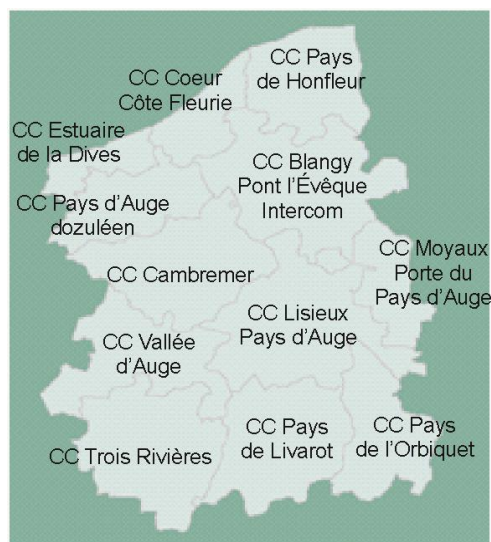 CC Pays
de Honfleur
CC Coeur
Côte Fleurie
CC Estuaire
de la Dives
CC Blangy
Pont l'Évêque
Intercom
CC Pays d'Auge
dozuléen
CC Moyaux
Porte du
Pays d'Auge
CC Cambremer
CC Lisieux
Pays d'Auge
CC Vallée
d'Auge
CC Pays
de Livarot
CC Pays
de l'Orbiquet
CC Trois Rivières